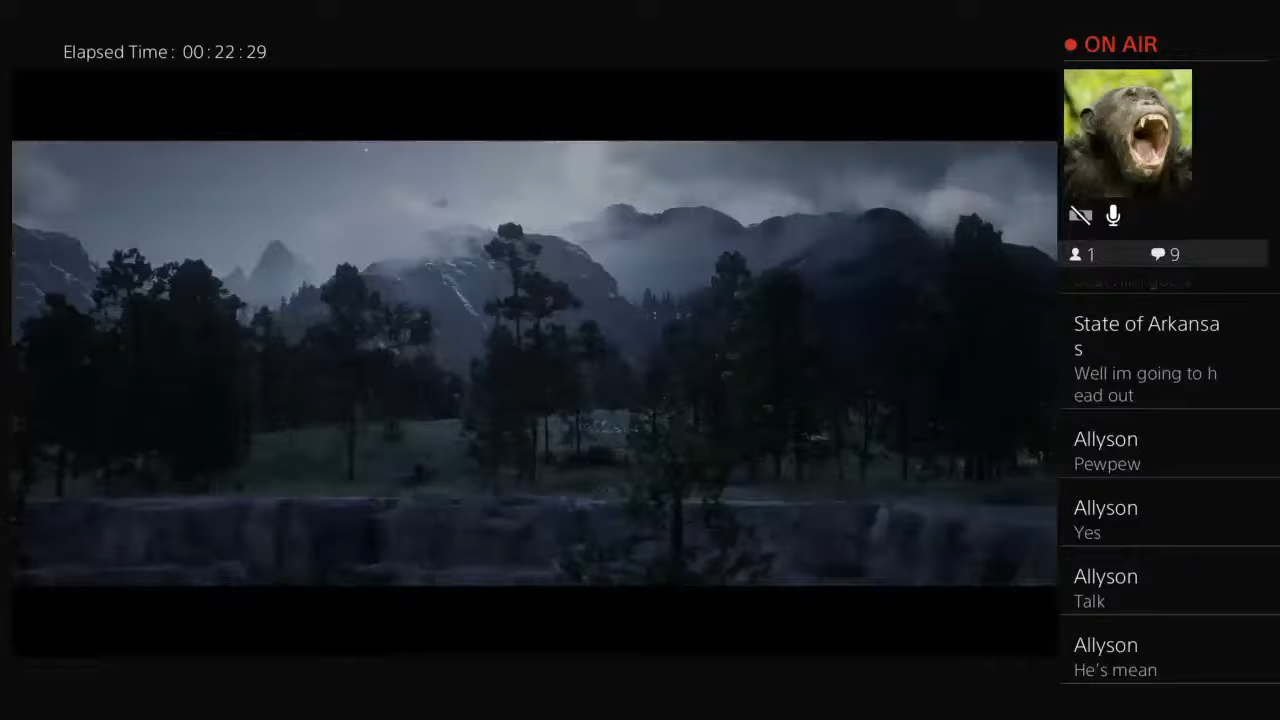 Elapsed Time: 00:22:29
ON AIR
1
9
State of Arkansa
s
Well im going to h
ead out
Allyson
Pewpew
Allyson
Yes
Allyson
Talk
Allyson
He's mean